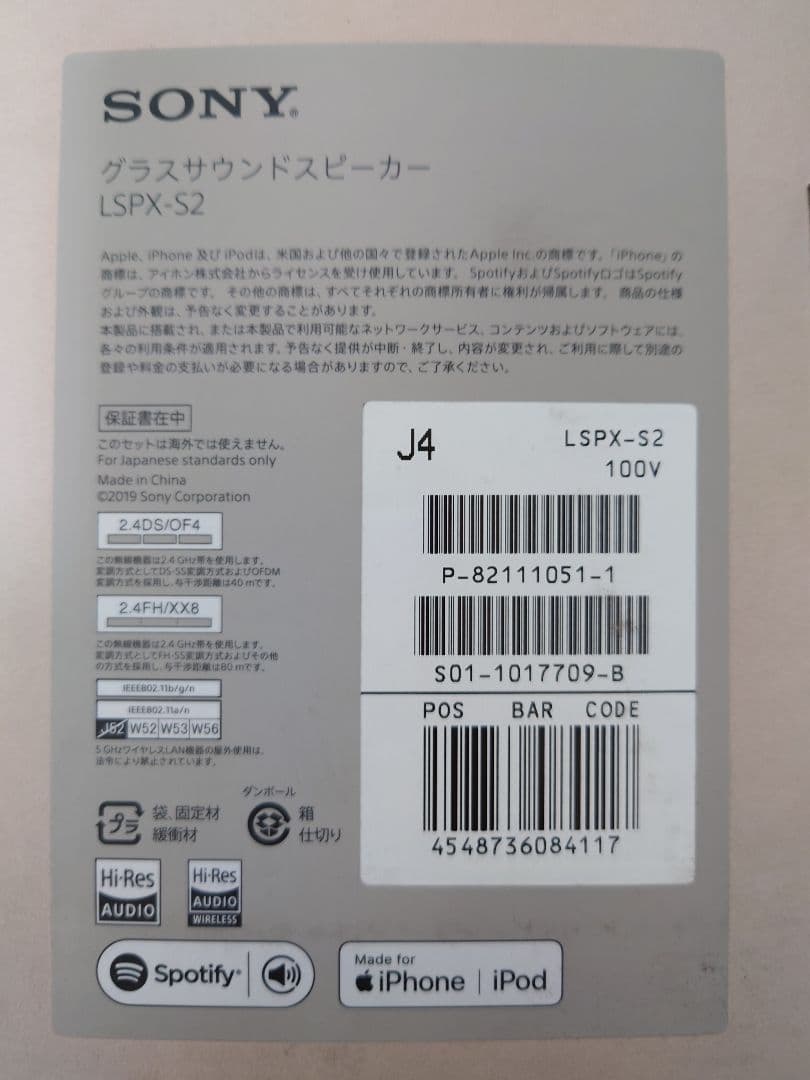 SONY®
グラスサウンドスピーカー
LSPX-S2
Apple、iPhone 及び iPodは、米国および他の国々で登録されたApple Inc.の商標です。「iPhone」の
商標は、アイホン株式会社からライセンスを受け使用しています。 SpotifyおよびSpotifyロゴはSpotify
グループの商標です。 その他の商標は、すべてそれぞれの商標所有者に権利が帰属します。 商品の仕様
および外観は、予告なく変更することがあります。
本製品に搭載され、または本製品で利用可能なネットワークサービス、コンテンツおよびソフトウェアには、
各々の利用条件が適用されます。予告なく提供が中断・終了し、内容が変更され、ご利用に際して別途の
登録や料金の支払いが必要になる場合がありますので、ご了承ください。
保証書在中
このセットは海外では使えません。
For Japanese standards only
Made in China
©2019 Sony Corporation
2.4DS/OF4
この無線機器は2.4 GHz帯を使用します。
変調方式としてDS-SS変調方式およびOFDM
変調方式を採用し、与干渉距離は40 mです。
2.4FH/XX8
この無線機器は2.4 GHz帯を使用します。
変調方式としてFH-SS変調方式およびその他
の方式を採用し、与干渉距離は80 mです。
IEEE802.11b/g/n
IEEE802.11a/n
J52 W52 W53 W56
5 GHzワイヤレスLAN機器の屋外使用は、
法令により禁止されています。
プラ
袋、固定材
緩衝材
ダンボール
箱
仕切り
Hi-Res
AUDIO
Hi-Res
AUDIO
WIRELESS
Spotify®
Made for
iPhone | iPod
J4
LSPX-S2
100V
P-82111051-1
S01-1017709-B
POS BAR CODE
4548736084117